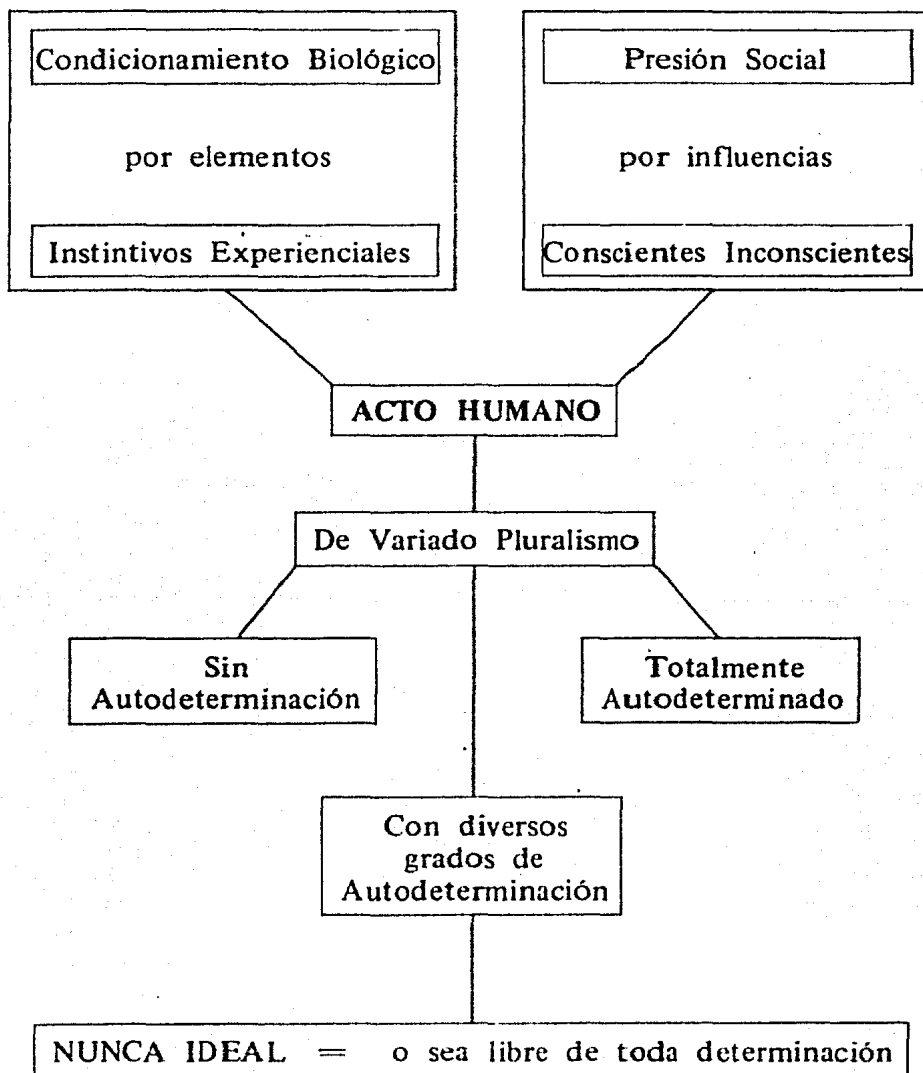 Condicionamiento Biológico
por elementos
Instintivos Experienciales
Presión Social
por influencias
Conscientes Inconscientes
ACTO HUMANO
De Variado Pluralismo
Sin
Autodeterminación
Totalmente
Autodeterminado
Con diversos
grados de
Autodeterminación
NUNCA IDEAL = o sea libre de toda determinación